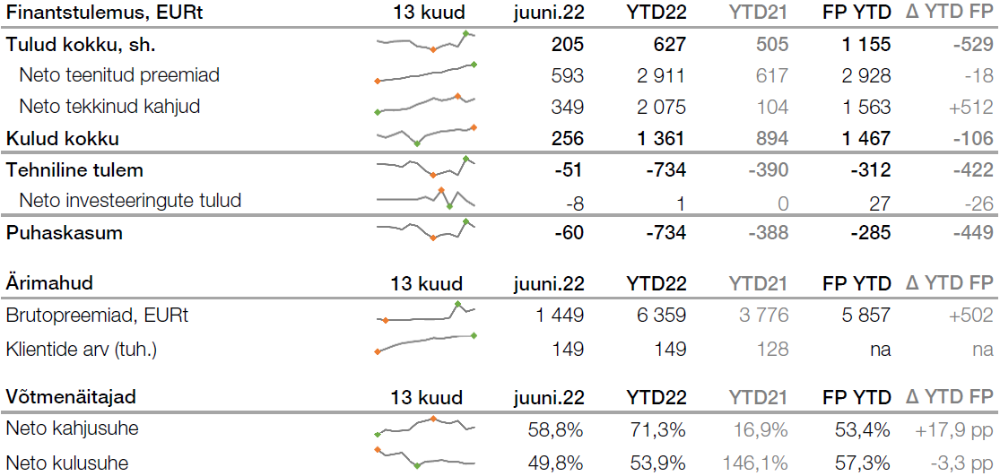 Finantstulemus, EURt 13 kuud juuni.22 YTD22 YTD21 FP YTD Δ YTD FP
Tulud kokku, sh. 205 627 505 1 155 -529
Neto teenitud preemiad 593 2 911 617 2 928 -18
Neto tekkinud kahjud 349 2 075 104 1 563 +512
Kulud kokku 256 1 361 894 1 467 -106
Tehniline tulem -51 -734 -390 -312 -422
Neto investeeringute tulud -8 1 0 27 -26
Puhaskasum -60 -734 -388 -285 -449
Ärimahud 13 kuud juuni.22 YTD22 YTD21 FP YTD Δ YTD FP
Brutopreemiad, EURt 1 449 6 359 3 776 5 857 +502
Klientide arv (tuh.) 149 149 128 na na
Võtmenäitajad 13 kuud juuni.22 YTD22 YTD21 FP YTD Δ YTD FP
Neto kahjusuhe 58,8% 71,3% 16,9% 53,4% +17,9 pp
Neto kulusuhe 49,8% 53,9% 146,1% 57,3% -3,3 pp